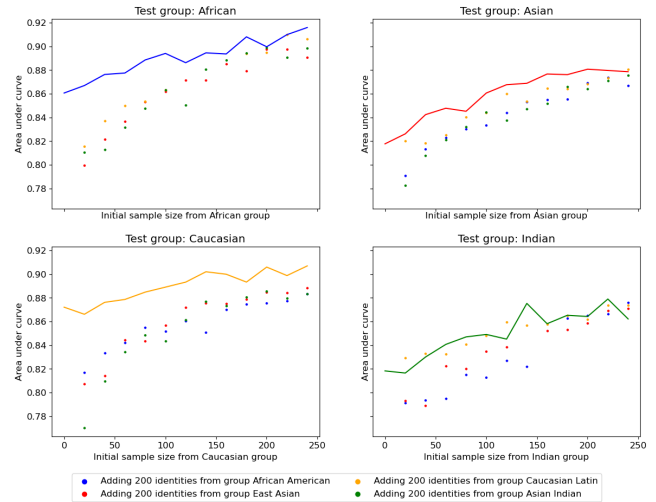 Test group: African
Test group: Asian
0.92
0.90
0.88
0.86
0.84
0.82
0.80
0.78
Area under curve
Area under curve
Initial sample size from African group
Initial sample size from Asian group
Test group: Caucasian
Test group: Indian
0.92
0.90
0.88
0.86
0.84
0.82
0.80
0.78
Area under curve
Area under curve
0 50 100 150 200 250
0 50 100 150 200 250
Initial sample size from Caucasian group
Initial sample size from Indian group
Adding 200 identities from group African American
Adding 200 identities from group East Asian
Adding 200 identities from group Caucasian Latin
Adding 200 identities from group Asian Indian